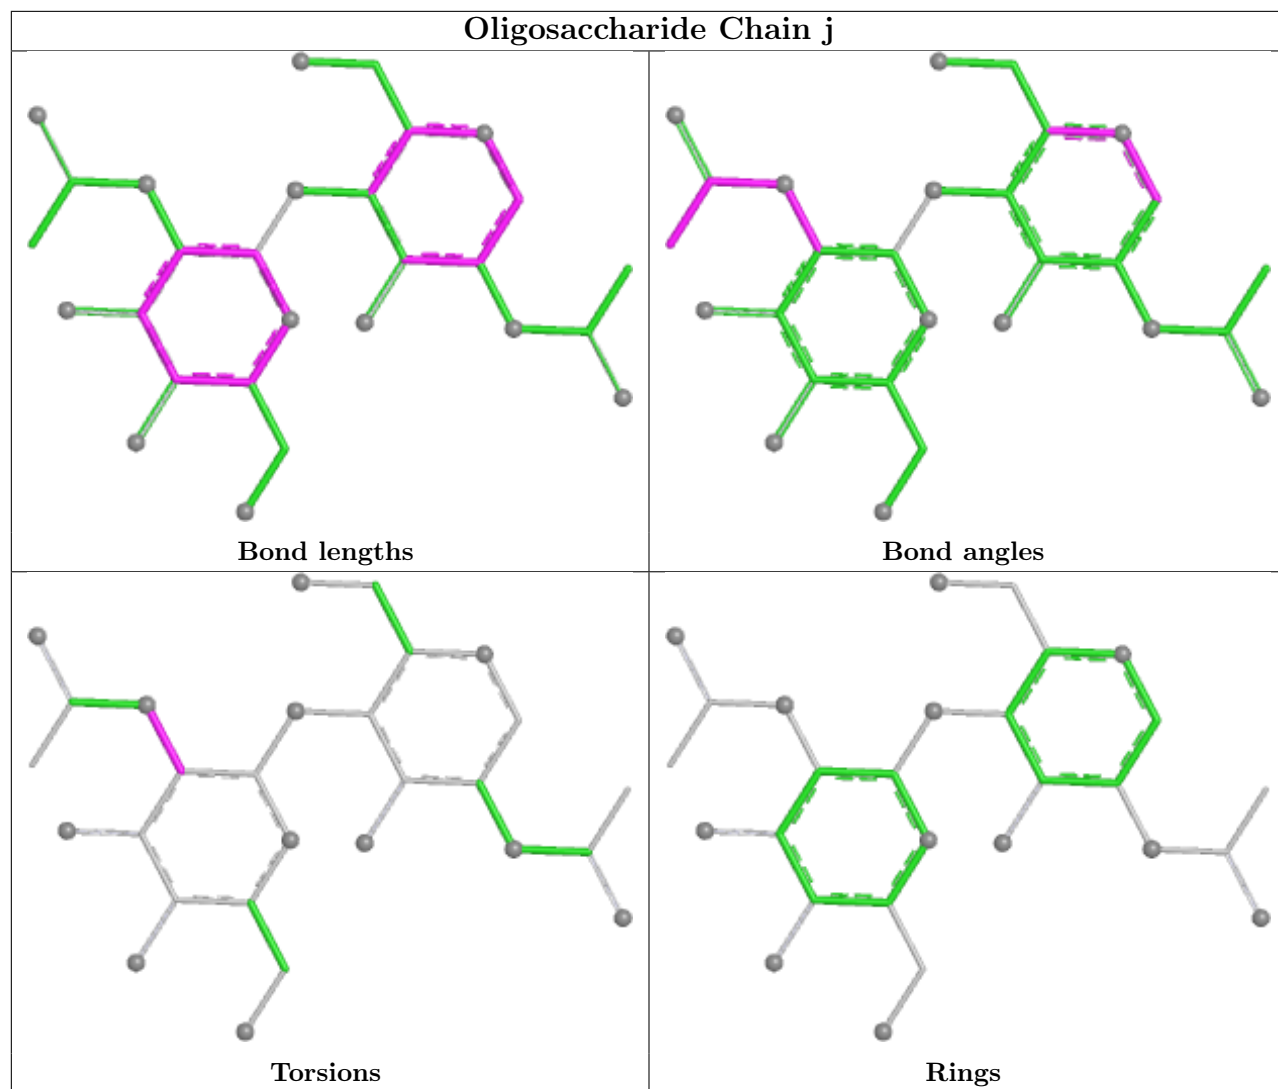 Oligosaccharide Chain j
Bond lengths
Bond angles
Torsions
Rings